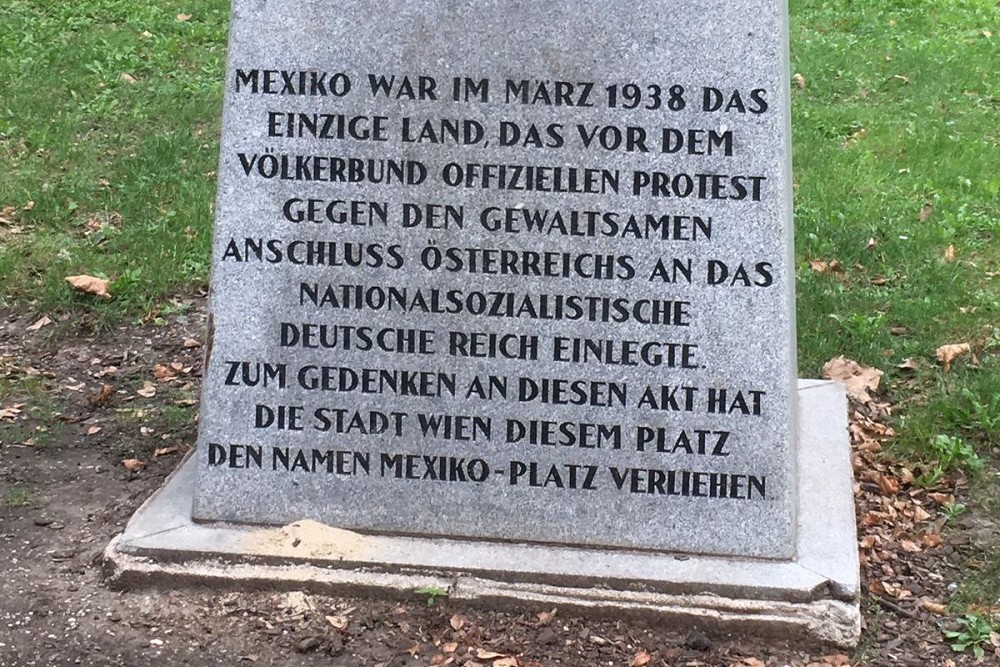 MEXIKO WAR IM MÄRZ 1938 DAS
EINZIGE LAND, DAS VOR DEM
VÖLKERBUND OFFIZIELLEN PROTEST
GEGEN DEN GEWALTSAMEN
ANSCHLUSS ÖSTERREICHS AN DAS
NATIONALSOZIALISTISCHE
DEUTSCHE REICH EINLEGTE.
ZUM GEDENKEN AN DIESEN AKT HAT
DIE STADT WIEN DIESEM PLATZ
DEN NAMEN MEXIKO-PLATZ VERLIEHEN.